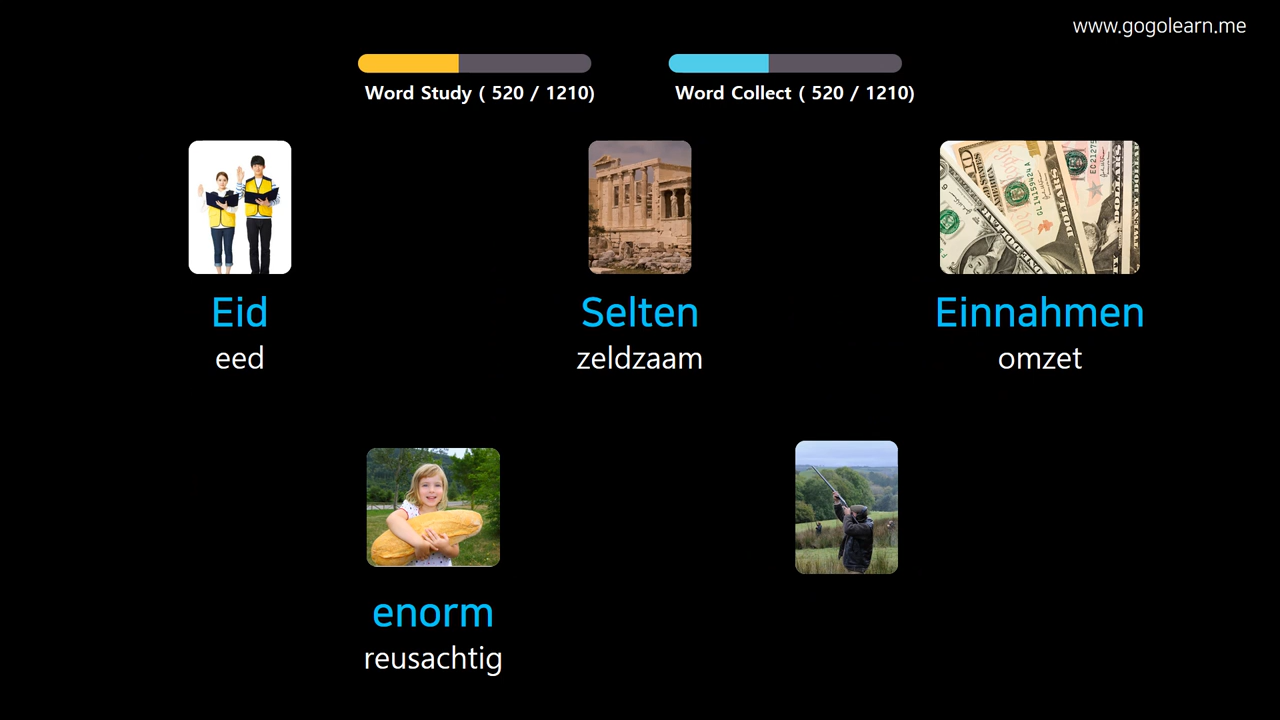 www.gogolearn.me
Word Study ( 520 / 1210)
Word Collect ( 520 / 1210)
Eid
eed
Selten
zeldzaam
Einnahmen
omzet
enorm
reusachtig